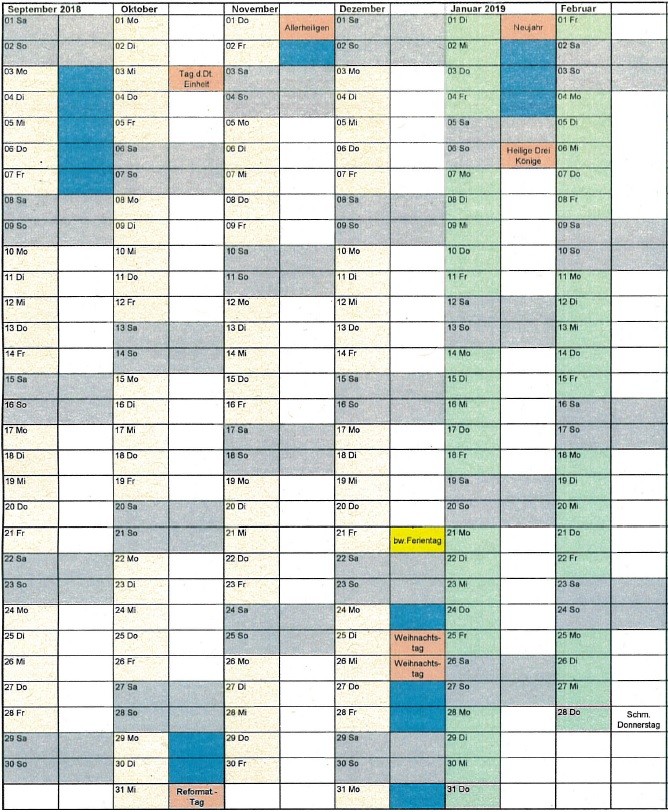 September 2018 Oktober November Dezember Januar 2019 Februar
01 Sa 01 Mo 01 Do Allerheiligen 01 Sa 01 Di Neujahr 01 Fr
02 So 02 Di 02 Fr 02 So 02 Mi 02 Sa
03 Mo 03 Mi Tag d.Dt. Einheit 03 Sa 03 Mo 03 Do 03 So
04 Di 04 Do 04 So 04 Di 04 Fr 04 Mo
05 Mi 05 Fr 05 Mo 05 Mi 05 Sa 05 Di
06 Do 06 Sa 06 Di 06 Do 06 So Heilige Drei Könige 06 Mi
07 Fr 07 So 07 Mi 07 Fr 07 Mo 07 Do
08 Sa 08 Mo 08 Do 08 Sa 08 Di 08 Fr
09 So 09 Di 09 Fr 09 So 09 Mi 09 Sa
10 Mo 10 Mi 10 Sa 10 Mo 10 Do 10 So
11 Di 11 Do 11 So 11 Di 11 Fr 11 Mo
12 Mi 12 Fr 12 Mo 12 Mi 12 Sa 12 Di
13 Do 13 Sa 13 Di 13 Do 13 So 13 Mi
14 Fr 14 So 14 Mi 14 Fr 14 Mo 14 Do
15 Sa 15 Mo 15 Do 15 Sa 15 Di 15 Fr
16 So 16 Di 16 Fr 16 So 16 Mi 16 Sa
17 Mo 17 Mi 17 Sa 17 Mo 17 Do 17 So
18 Di 18 Do 18 So 18 Di 18 Fr 18 Mo
19 Mi 19 Fr 19 Mo 19 Mi 19 Sa 19 Di
20 Do 20 Sa 20 Di 20 Do 20 So 20 Mi
21 Fr 21 So 21 Mi 21 Fr bw.Ferientag 21 Mo 21 Do
22 Sa 22 Mo 22 Do 22 Sa 22 Di 22 Fr
23 So 23 Di 23 Fr 23 So 23 Mi 23 Sa
24 Mo 24 Mi 24 Sa 24 Mo 24 Do 24 So
25 Di 25 Do 25 So 25 Di Weihnachts- tag 25 Fr 25 Mo
26 Mi 26 Fr 26 Mo 26 Mi Weihnachts- tag 26 Sa 26 Di
27 Do 27 Sa 27 Di 27 Do 27 So 27 Mi
28 Fr 28 So 28 Mi 28 Fr 28 Mo 28 Do Schm. Donnerstag
29 Sa 29 Mo 29 Do 29 Sa 29 Di
30 So 30 Di 30 Fr 30 So 30 Mi
31 Mi Reformat.- Tag 31 Mo 31 Do